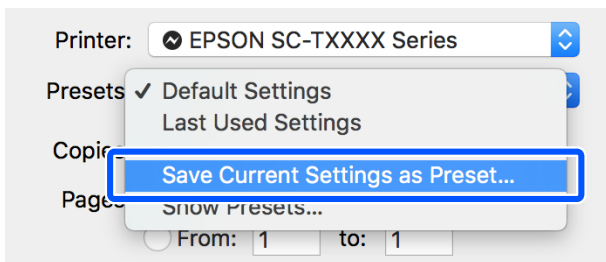 Printer: EPSON SC-TXXXX Series
Presets ✓ Default Settings
Last Used Settings
Copies
Save Current Settings as Preset...
Pages
Show Presets...
From: 1 to: 1